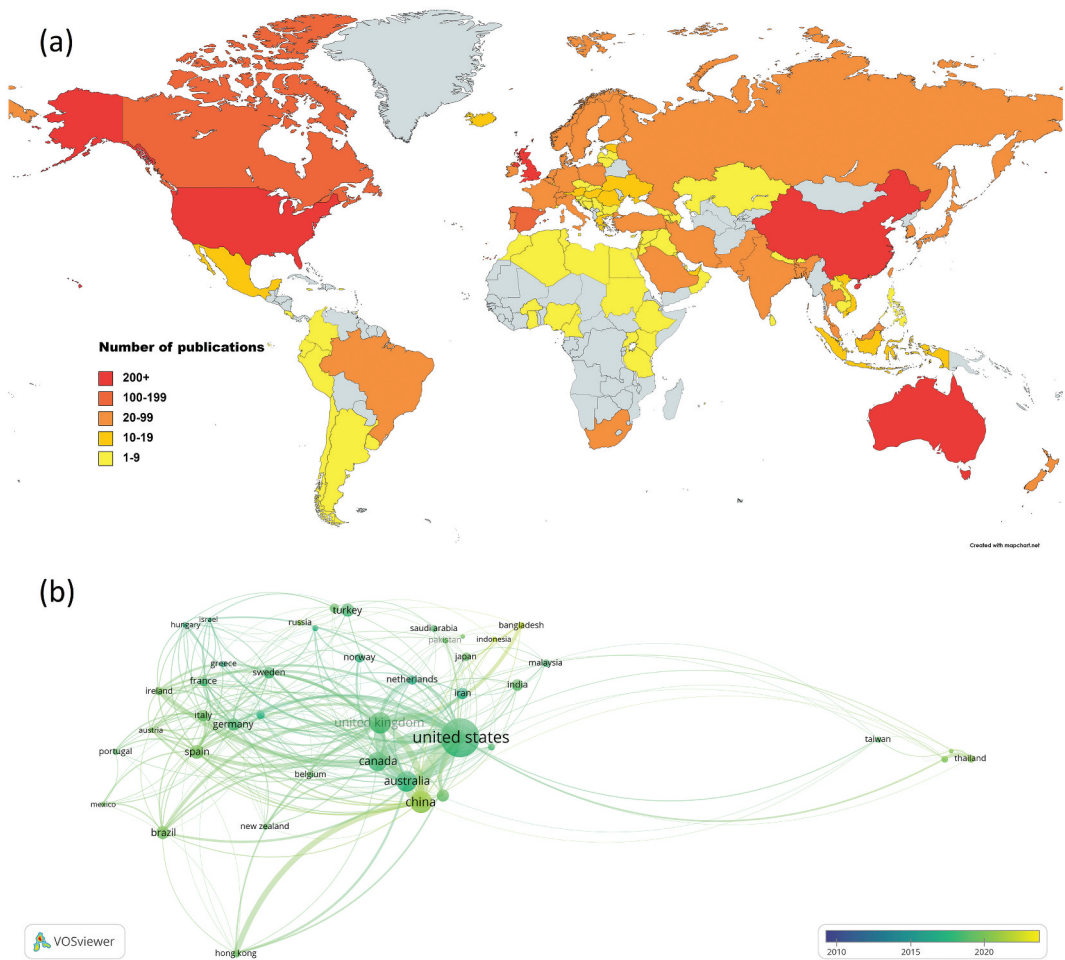 (a)
Number of publications
200+
100-199
20-99
10-19
1-9
Created with mapchart.net
(b)
turkey
israel
hungary
russia
saudi arabia
bangladesh
pakistan
indonesia
norway
japan
malaysia
greece
sweden
france
netherlands
ireland
iran
india
italy
germany
united kingdom
austria
united states
taiwan
portugal
spain
canada
thailand
belgium
australia
mexico
china
brazil
new zealand
hong kong
VOSviewer
2010
2015
2020